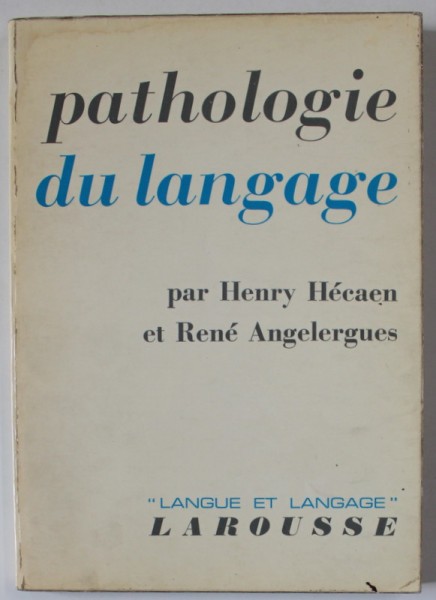 pathologie
du langage
par Henry Hécaen
et René Angelergues
"LANGUE ET LANGAGE"
LAROUSSE